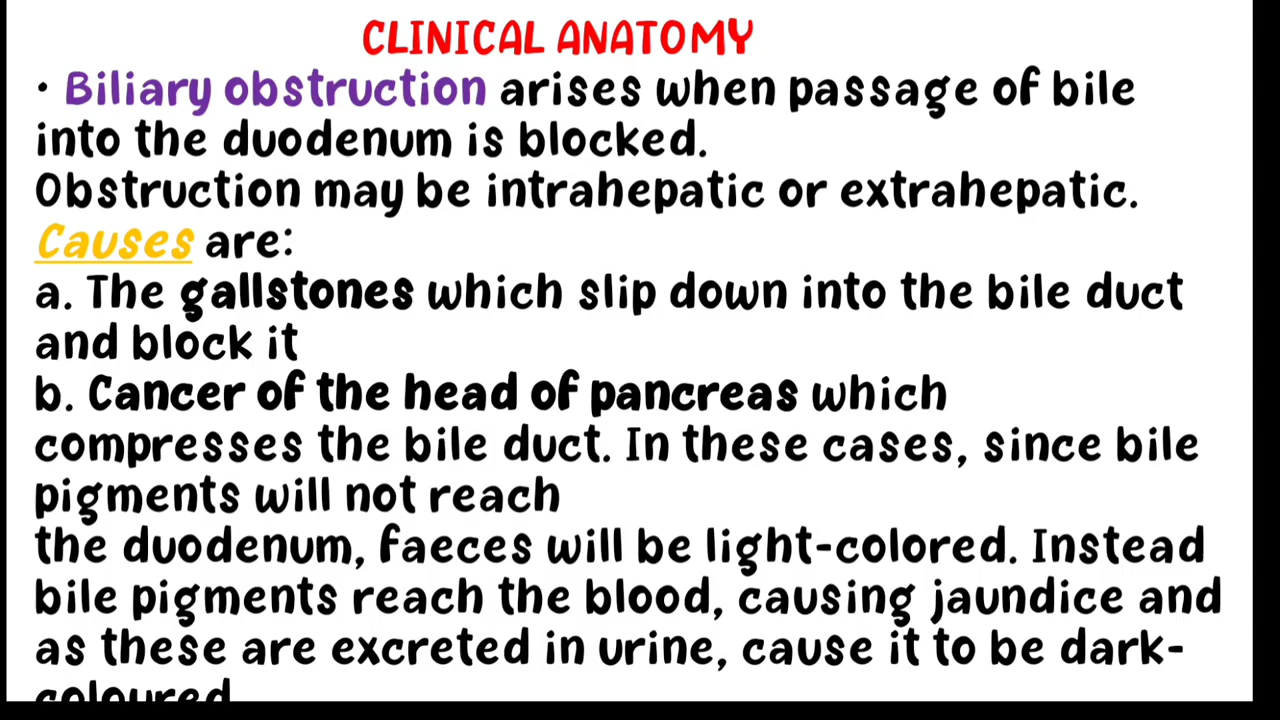 CLINICAL ANATOMY
• Biliary obstruction arises when passage of bile
into the duodenum is blocked.
Obstruction may be intrahepatic or extrahepatic.
Causes are:
a. The gallstones which slip down into the bile duct
and block it
b. Cancer of the head of pancreas which
compresses the bile duct. In these cases, since bile
pigments will not reach
the duodenum, faeces will be light-colored. Instead
bile pigments reach the blood, causing jaundice and
as these are excreted in urine, cause it to be dark-
coloured